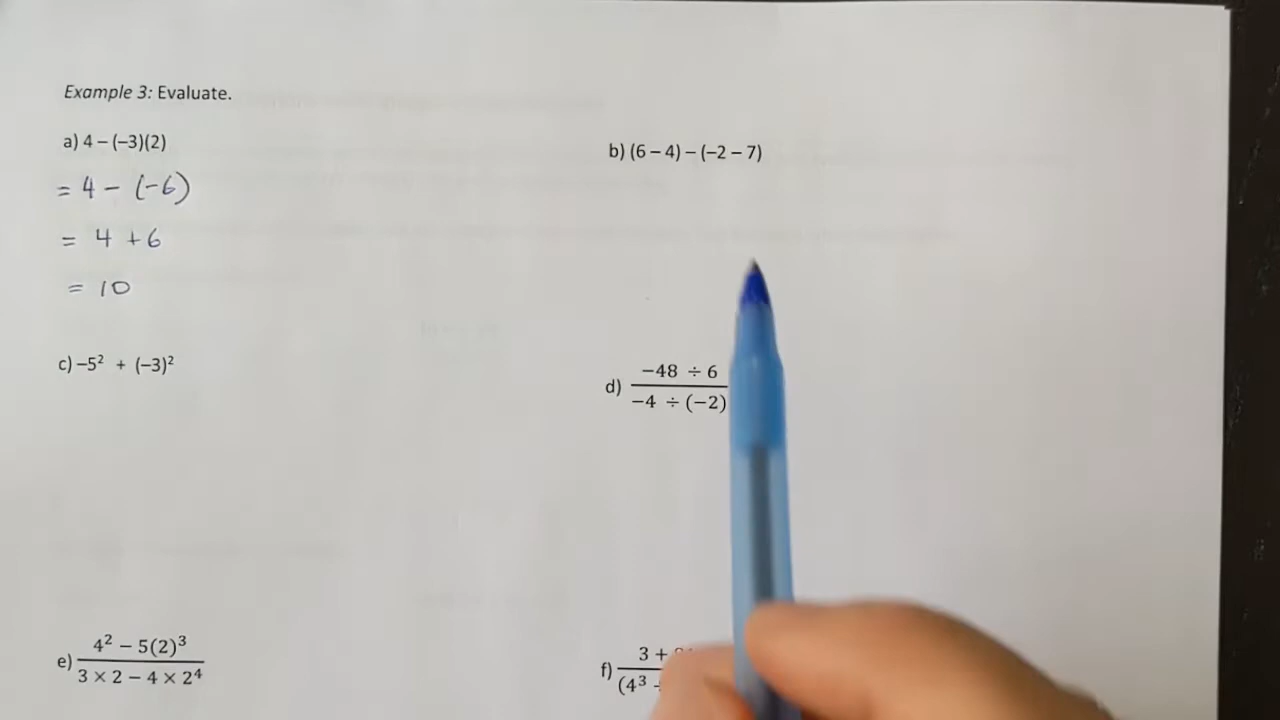 Example 3: Evaluate.
a) 4 – (–3)(2)
= 4 – (-6)
= 4 + 6
= 10
b) (6 – 4) – (–2 – 7)
c) –5² + (–3)²
d) −48 ÷ 6
−4 ÷ (−2)
e) 4² − 5(2)³
3 × 2 − 4 × 2⁴
f) 3 +
(4³